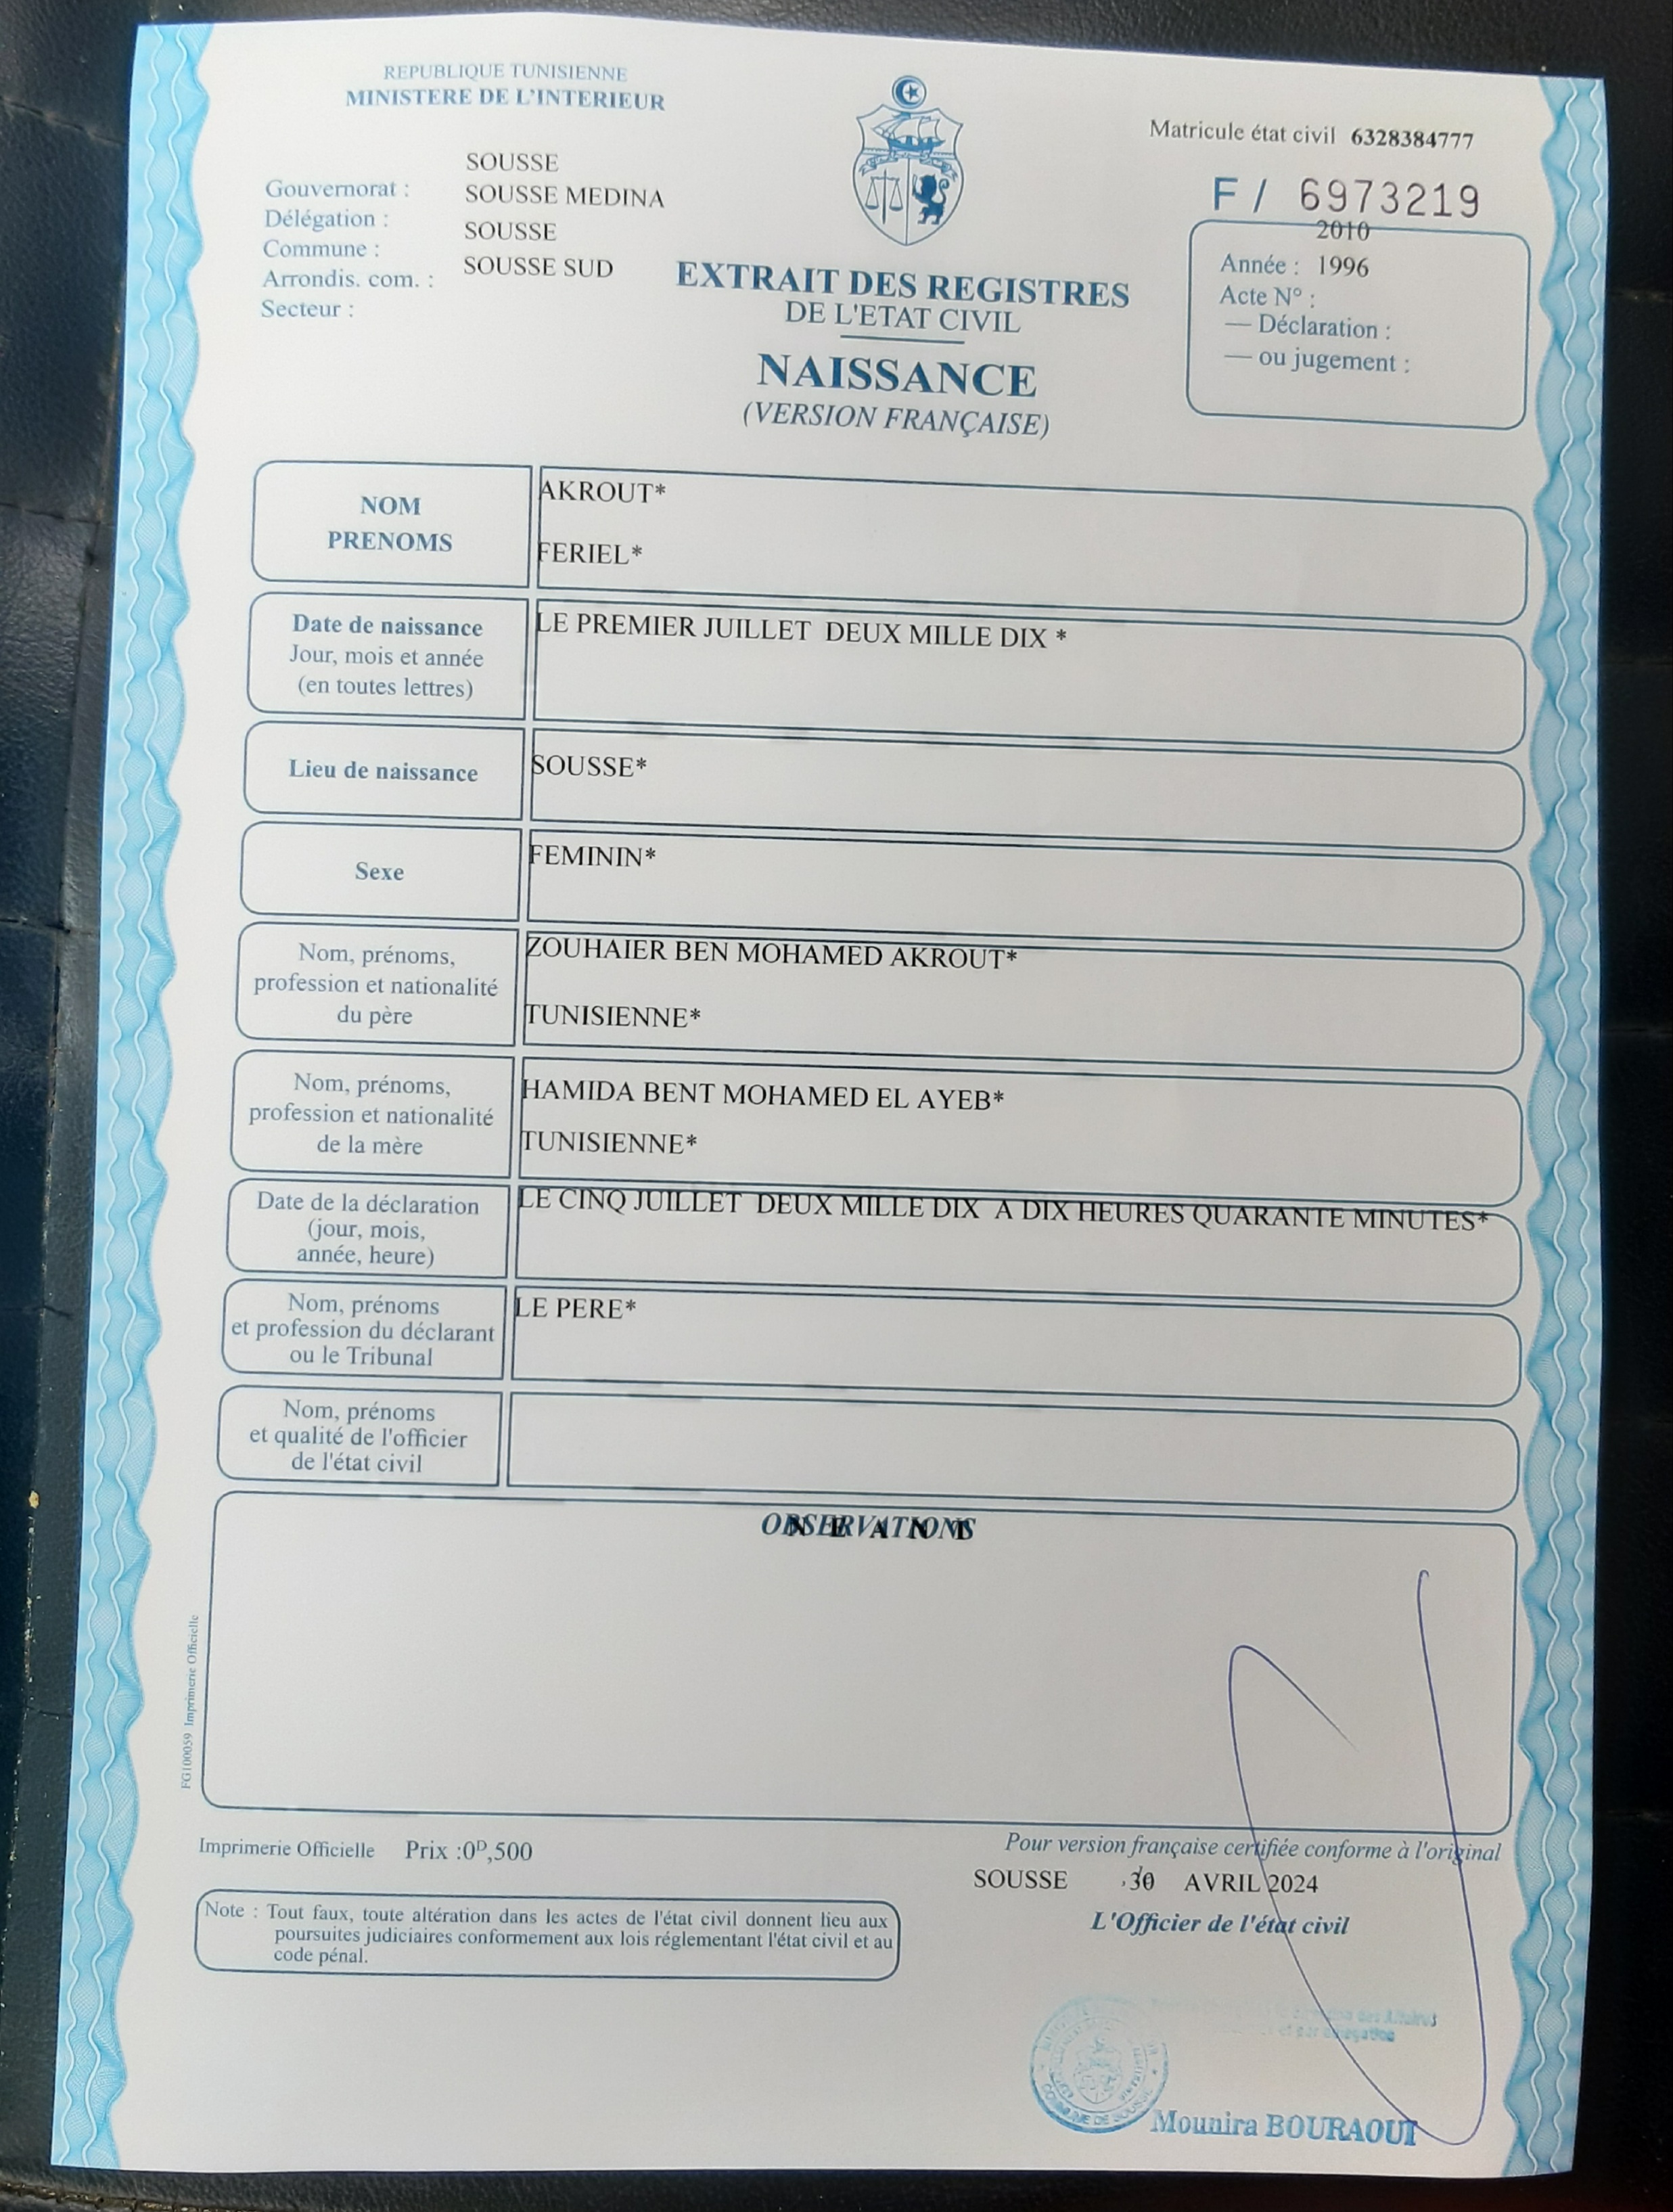 REPUBLIQUE TUNISIENNE
MINISTERE DE L'INTERIEUR
Matricule état civil 6328384777
F / 6973219
SOUSSE
Gouvernorat : SOUSSE MEDINA
Délégation :
SOUSSE
Commune :
SOUSSE SUD
Arrondis. com. :
Secteur :
2010
Année : 1996
Acte N° :
— Déclaration :
— ou jugement :
EXTRAIT DES REGISTRES
DE L'ETAT CIVIL
NAISSANCE
(VERSION FRANÇAISE)
NOM
PRENOMS
AKROUT*
FERIEL*
Date de naissance
Jour, mois et année
(en toutes lettres)
LE PREMIER JUILLET DEUX MILLE DIX *
Lieu de naissance
SOUSSE*
Sexe
FEMININ*
Nom, prénoms,
profession et nationalité
du père
ZOUHAIER BEN MOHAMED AKROUT*
TUNISIENNE*
Nom, prénoms,
profession et nationalité
de la mère
HAMIDA BENT MOHAMED EL AYEB*
TUNISIENNE*
Date de la déclaration
(jour, mois,
année, heure)
LE CINQ JUILLET DEUX MILLE DIX A DIX HEURES QUARANTE MINUTES*
Nom, prénoms
et profession du déclarant
ou le Tribunal
LE PERE*
Nom, prénoms
et qualité de l'officier
de l'état civil
OBSERVATIONS
N E A N T
FG100059 Imprimerie Officielle
Imprimerie Officielle Prix :0D,500
Pour version française certifiée conforme à l'original
SOUSSE 30 AVRIL 2024
L'Officier de l'état civil
Note : Tout faux, toute altération dans les actes de l'état civil donnent lieu aux
poursuites judiciaires conformement aux lois réglementant l'état civil et au
code pénal.
des Affaires
et par délégation
COMMUNE DE SOUSSE
Mounira BOURAOUI